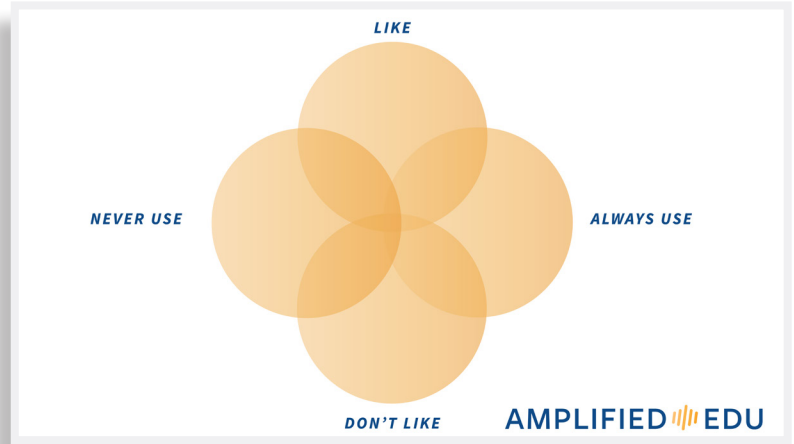 LIKE
NEVER USE
ALWAYS USE
DON'T LIKE
AMPLIFIED EDU